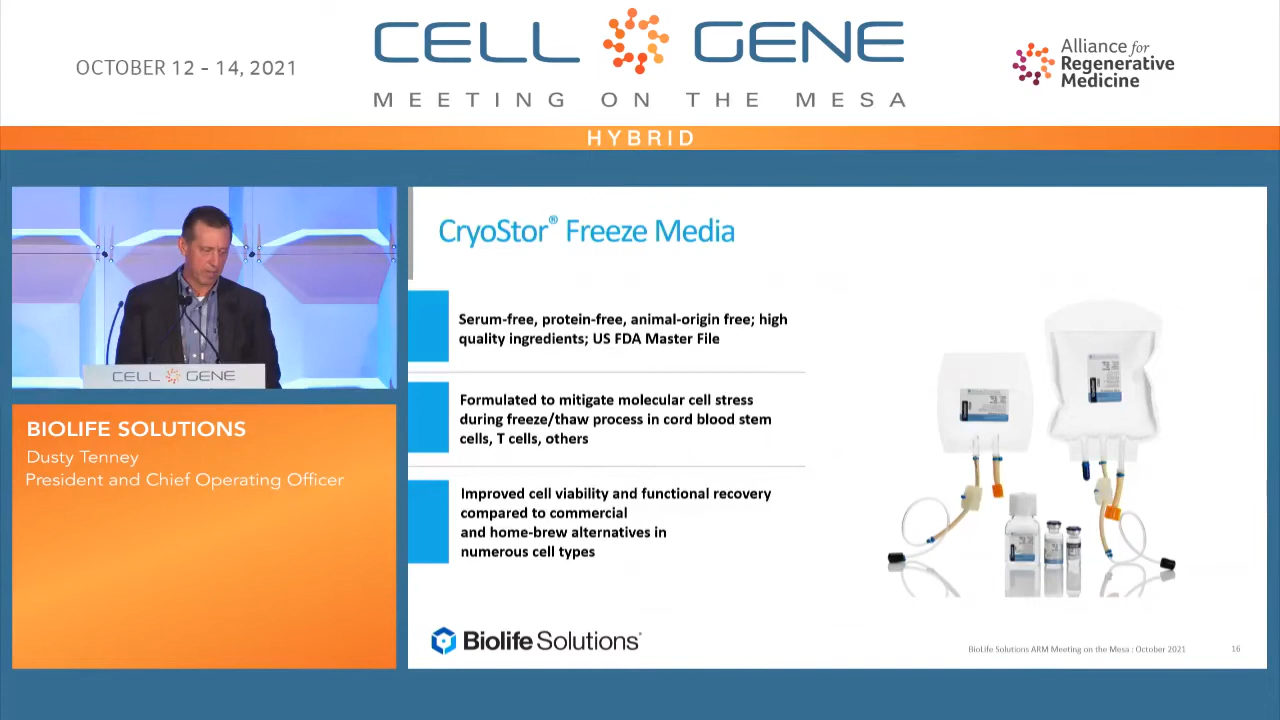 OCTOBER 12 - 14, 2021
CELL GENE
MEETING ON THE MESA
Alliance for
Regenerative
Medicine
HYBRID
CELL GENE
BIOLIFE SOLUTIONS
Dusty Tenney
President and Chief Operating Officer
CryoStor® Freeze Media
Serum-free, protein-free, animal-origin free; high
quality ingredients; US FDA Master File
Formulated to mitigate molecular cell stress
during freeze/thaw process in cord blood stem
cells, T cells, others
Improved cell viability and functional recovery
compared to commercial
and home-brew alternatives in
numerous cell types
Biolife Solutions®
BioLife Solutions ARM Meeting on the Mesa : October 2021
16